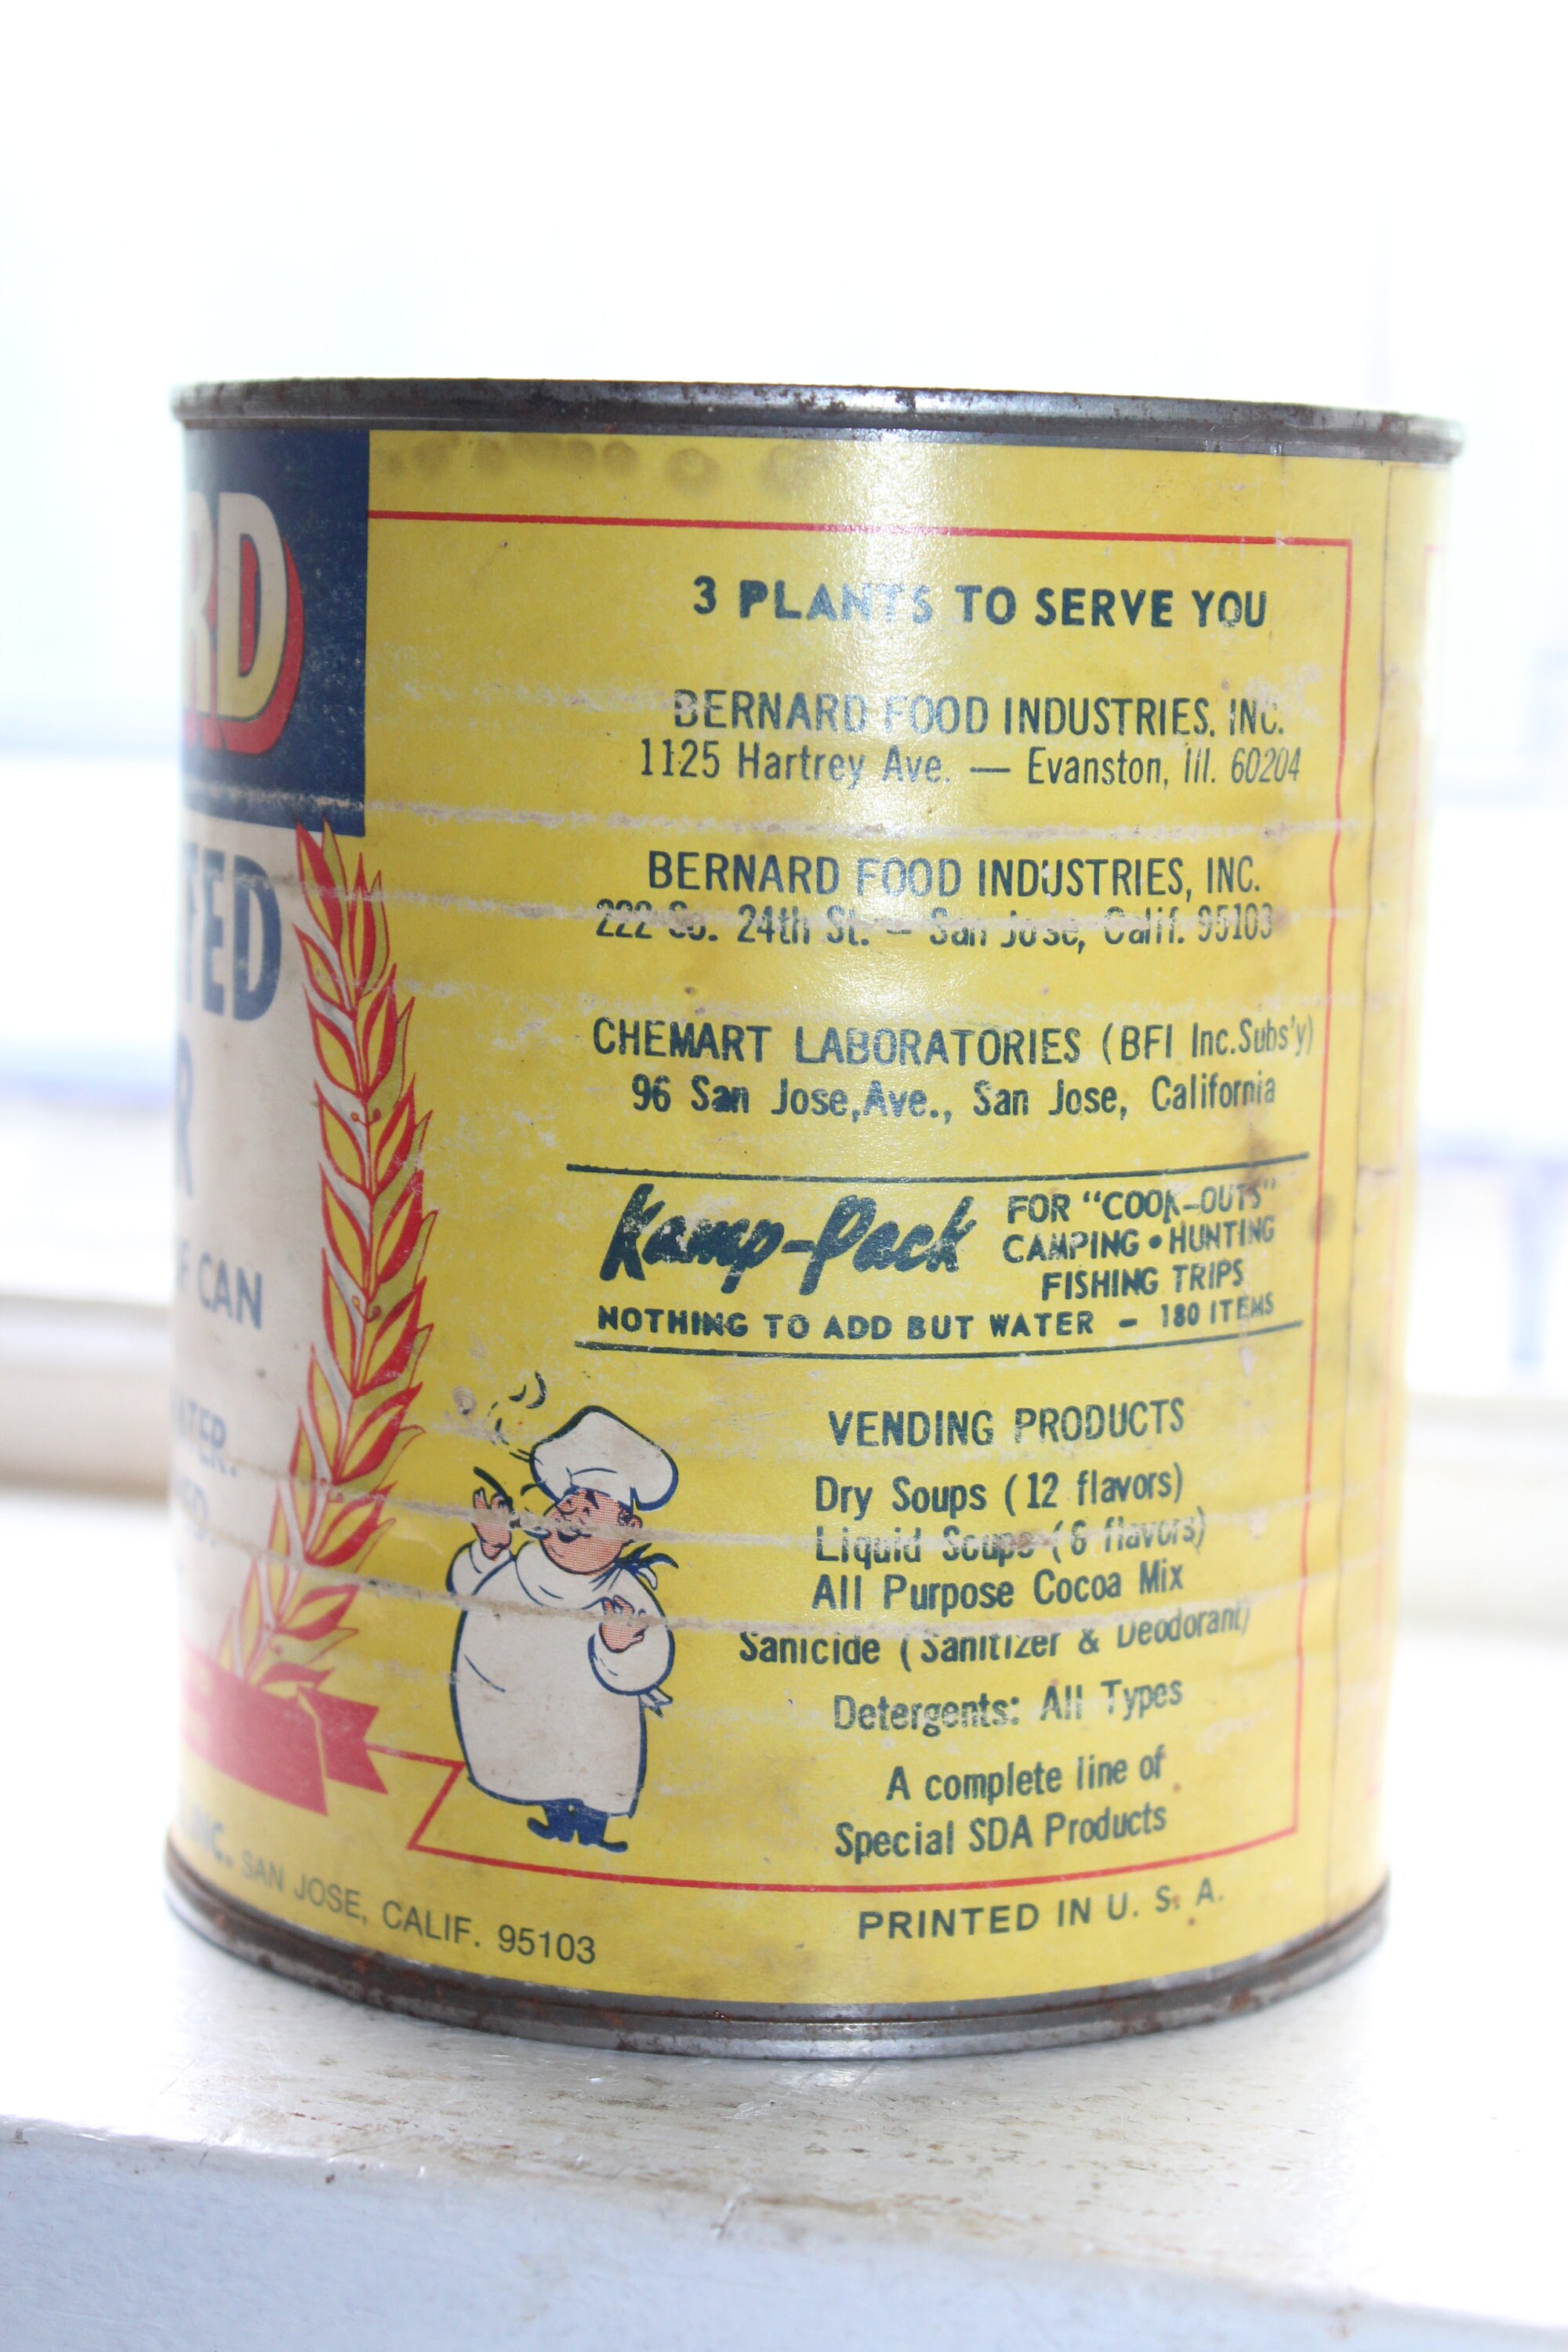 RD
FED
R
F CAN
ATER.
INC. SAN JOSE, CALIF. 95103
3 PLANTS TO SERVE YOU
BERNARD FOOD INDUSTRIES, INC.
1125 Hartrey Ave. — Evanston, Ill. 60204
BERNARD FOOD INDUSTRIES, INC.
222 So. 24th St. – San Jose, Calif. 95103
CHEMART LABORATORIES (BFI Inc.Subs'y)
96 San Jose,Ave., San Jose, California
Kamp-Pack
FOR "COOK-OUTS"
CAMPING • HUNTING
FISHING TRIPS
NOTHING TO ADD BUT WATER – 180 ITEMS
VENDING PRODUCTS
Dry Soups (12 flavors)
Liquid Soups (6 flavors)
All Purpose Cocoa Mix
Sanicide (Sanitizer & Deodorant)
Detergents: All Types
A complete line of
Special SDA Products
PRINTED IN U. S. A.